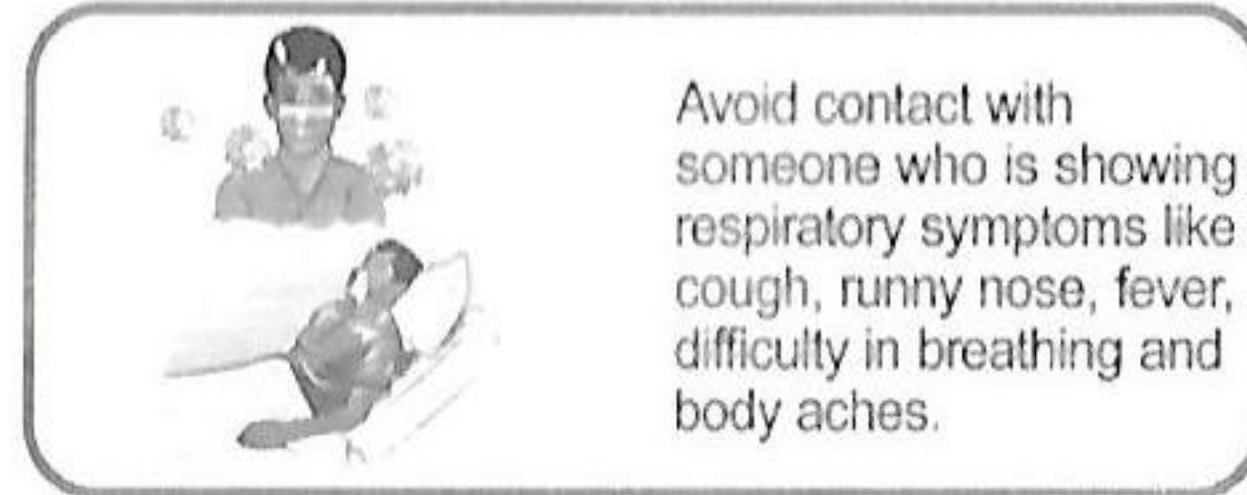 Avoid contact with
someone who is showing
respiratory symptoms like
cough, runny nose, fever,
difficulty in breathing and
body aches.